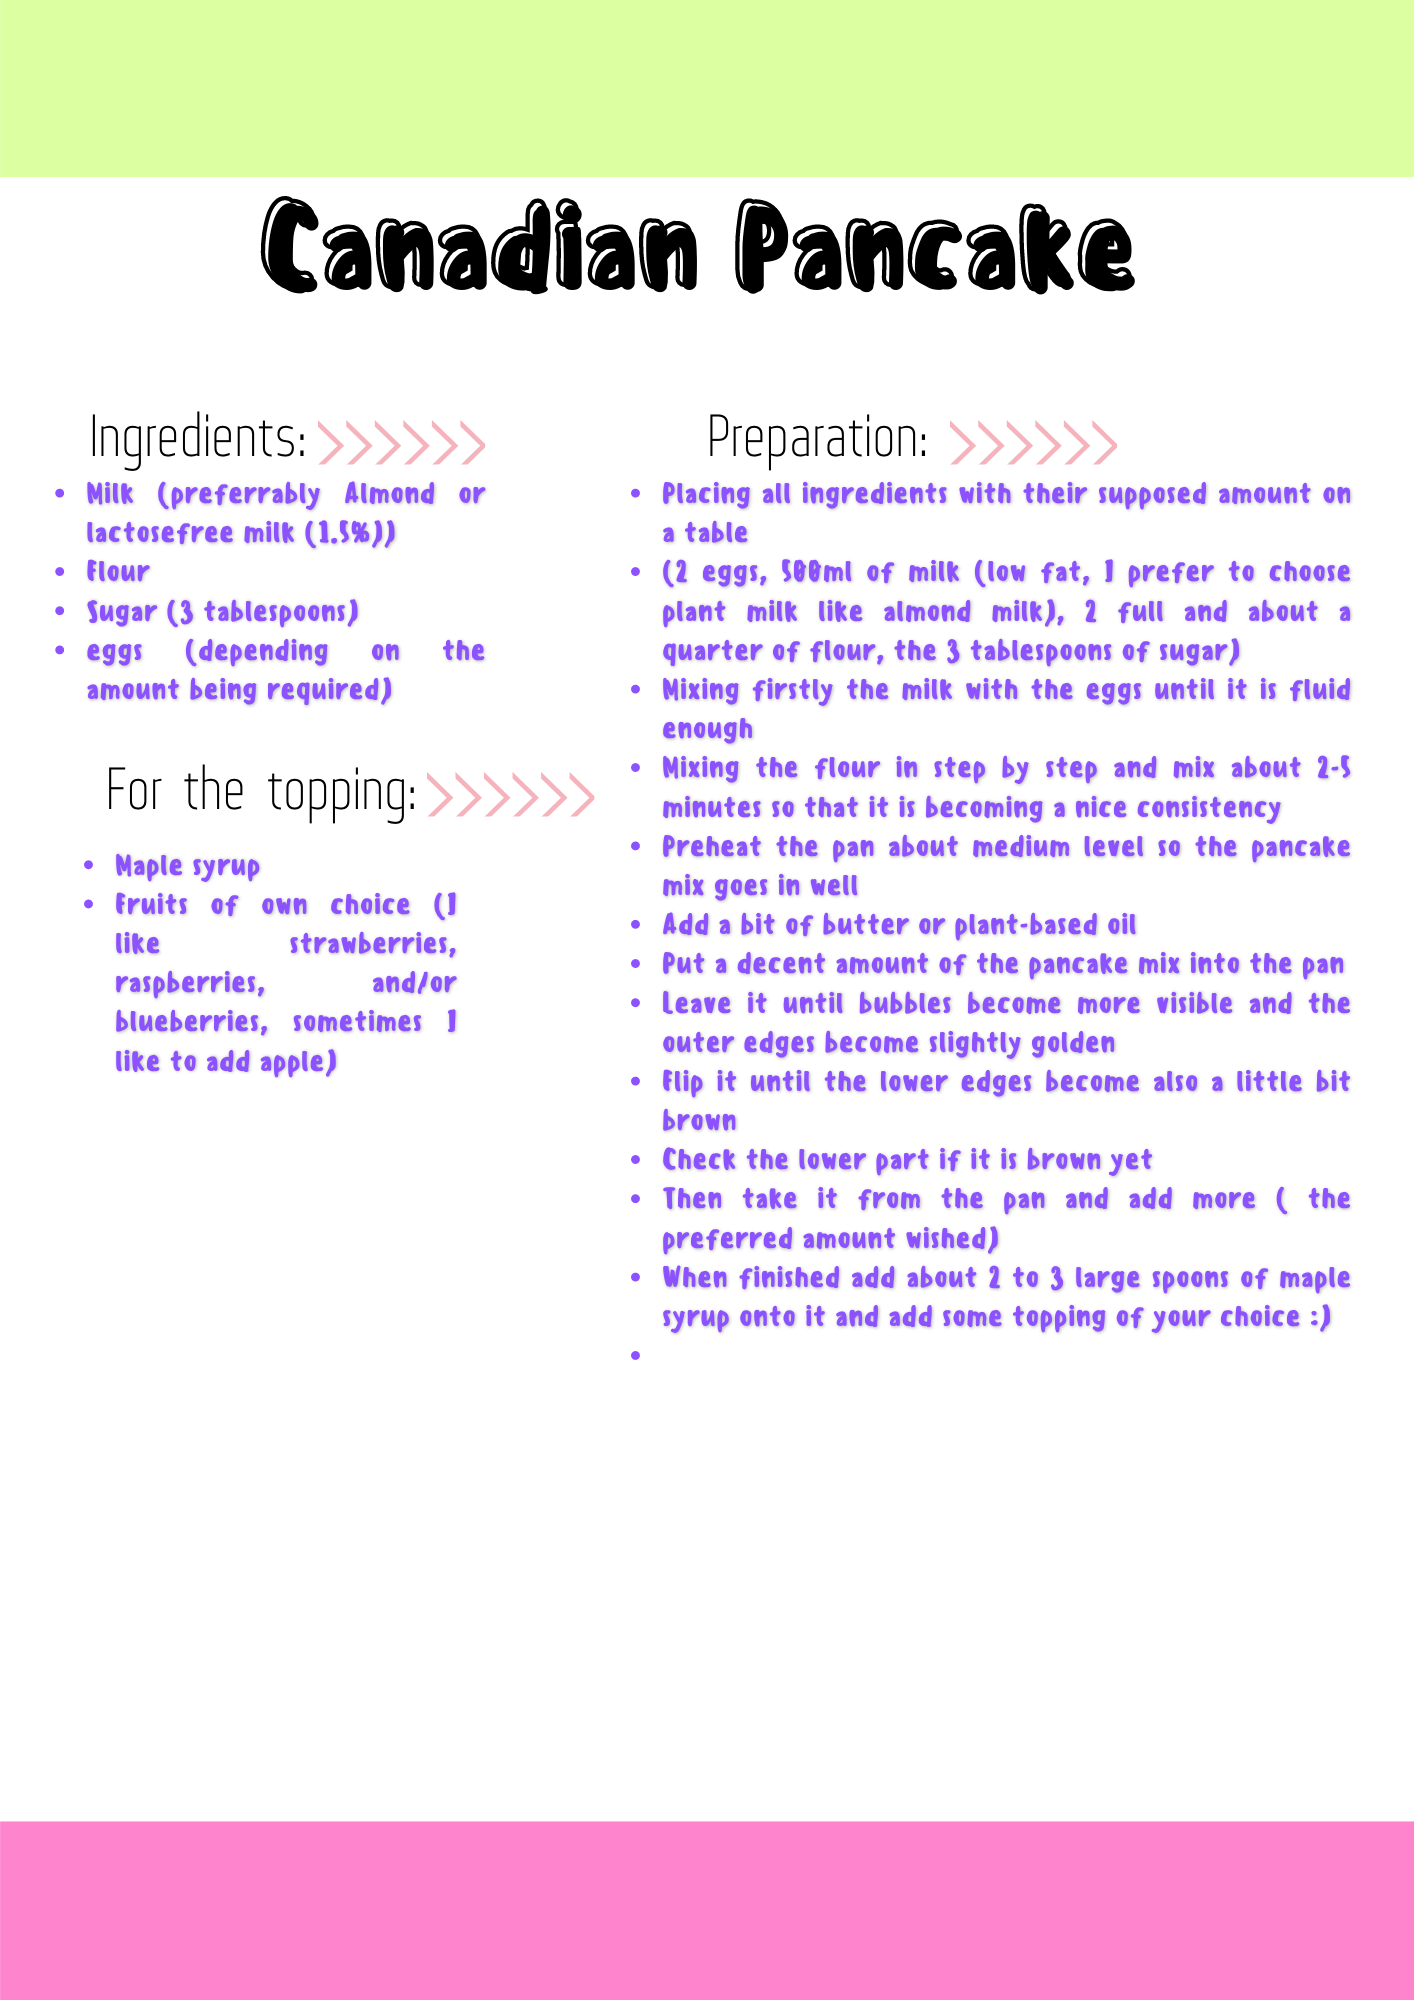 Canadian Pancake
Ingredients:
• Milk (preferrably Almond or
lactosefree milk (1.5%))
• Flour
• Sugar (3 tablespoons)
• eggs (depending on the
amount being required)
For the topping:
• Maple syrup
• Fruits of own choice (I
like strawberries,
raspberries, and/or
blueberries, sometimes I
like to add apple)
Preparation:
• Placing all ingredients with their supposed amount on
a table
• (2 eggs, 500ml of milk (low fat, I prefer to choose
plant milk like almond milk), 2 full and about a
quarter of flour, the 3 tablespoons of sugar)
• Mixing firstly the milk with the eggs until it is fluid
enough
• Mixing the flour in step by step and mix about 2-5
minutes so that it is becoming a nice consistency
• Preheat the pan about medium level so the pancake
mix goes in well
• Add a bit of butter or plant-based oil
• Put a decent amount of the pancake mix into the pan
• Leave it until bubbles become more visible and the
outer edges become slightly golden
• Flip it until the lower edges become also a little bit
brown
• Check the lower part if it is brown yet
• Then take it from the pan and add more ( the
preferred amount wished)
• When finished add about 2 to 3 large spoons of maple
syrup onto it and add some topping of your choice :)
•